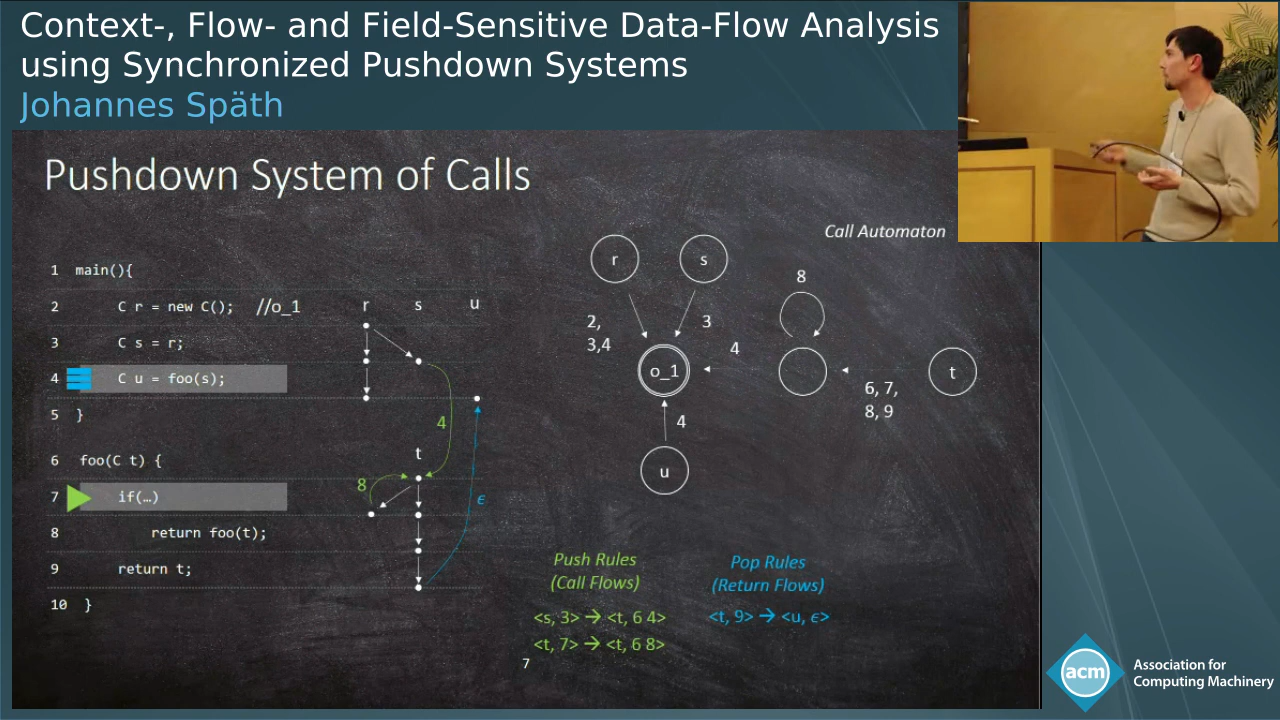 Context-, Flow- and Field-Sensitive Data-Flow Analysis
using Synchronized Pushdown Systems
Johannes Späth
Pushdown System of Calls
Call Automaton
1 main(){
2 C r = new C(); //o_1
3 C s = r;
4 C u = foo(s);
5 }
6 foo(C t) {
7 if(…)
8 return foo(t);
9 return t;
10 }
r s u
4
t
8
ϵ
r s
8
2,
3,4
3
4
o_1
t
6, 7,
8, 9
4
u
Push Rules
(Call Flows)
<s, 3> → <t, 6 4>
<t, 7> → <t, 6 8>
Pop Rules
(Return Flows)
<t, 9> → <u, ϵ>
7
acm
Association for
Computing Machinery